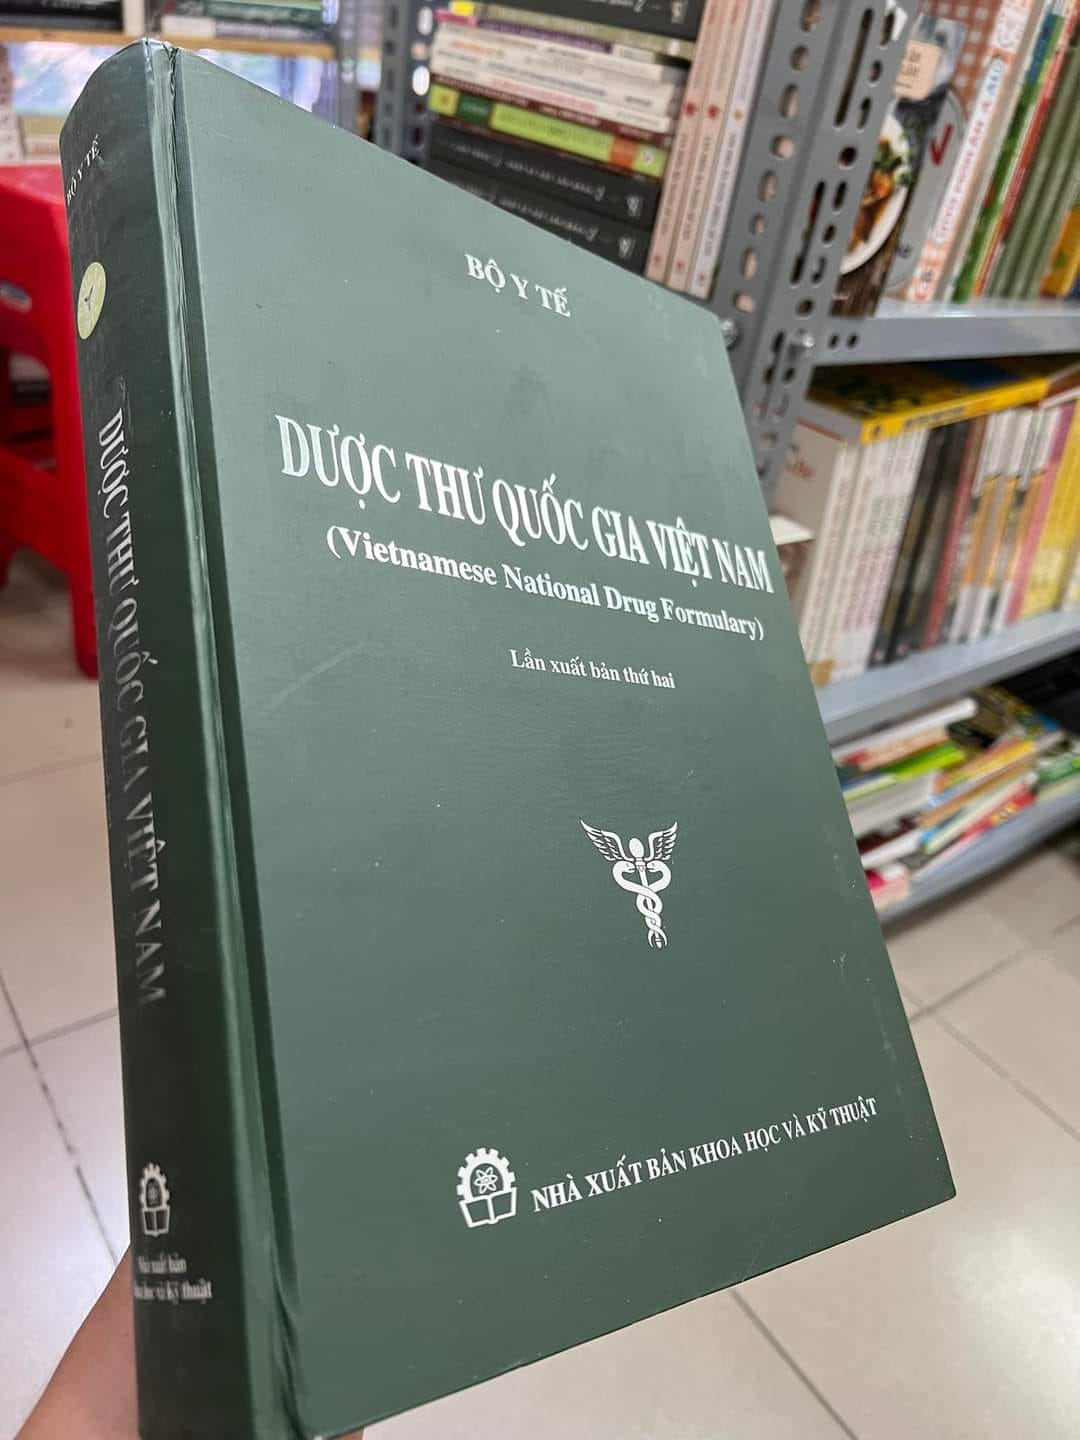 BỘ Y TẾ
DƯỢC THƯ QUỐC GIA VIỆT NAM
(Vietnamese National Drug Formulary)
Lần xuất bản thứ hai
NHÀ XUẤT BẢN KHOA HỌC VÀ KỸ THUẬT
BỘ Y TẾ
DƯỢC THƯ QUỐC GIA VIỆT NAM
Nhà xuất bản
học và Kỹ thuật